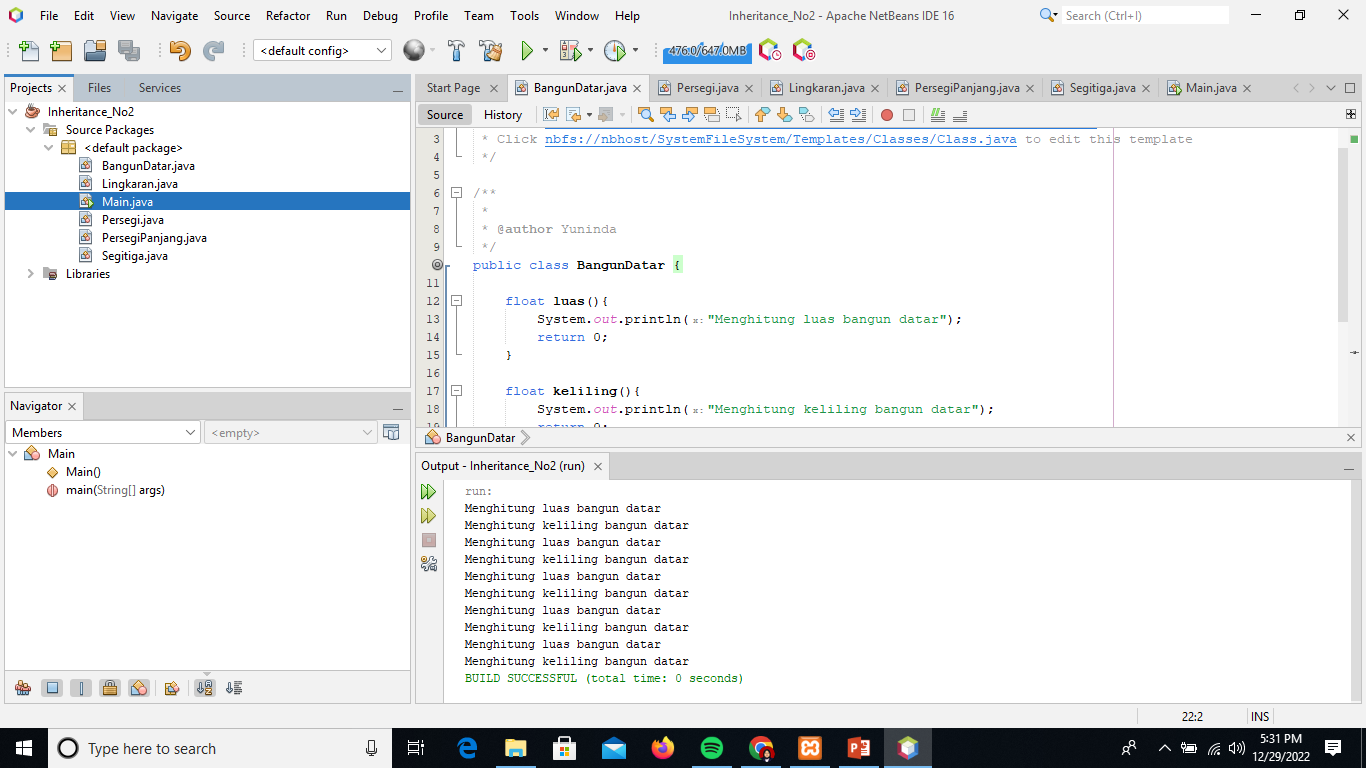 File Edit View Navigate Source Refactor Run Debug Profile Team Tools Window Help Inheritance_No2 - Apache NetBeans IDE 16 Search (Ctrl+I)
<default config> 476.0/647.0MB
Projects Files Services
Inheritance_No2
Source Packages
<default package>
BangunDatar.java
Lingkaran.java
Main.java
Persegi.java
PersegiPanjang.java
Segitiga.java
Libraries
Navigator
Members <empty>
Main
Main()
main(String[] args)
Start Page BangunDatar.java Persegi.java Lingkaran.java PersegiPanjang.java Segitiga.java Main.java
Source History
3 * Click nbfs://nbhost/SystemFileSystem/Templates/Classes/Class.java to edit this template
4 */
5
6 /**
7 *
8 * @author Yuninda
9 */
public class BangunDatar {
11
12 float luas(){
13 System.out.println( x: "Menghitung luas bangun datar");
14 return 0;
15 }
16
17 float keliling(){
18 System.out.println( x: "Menghitung keliling bangun datar");
19 return 0;
BangunDatar
Output - Inheritance_No2 (run)
run:
Menghitung luas bangun datar
Menghitung keliling bangun datar
Menghitung luas bangun datar
Menghitung keliling bangun datar
Menghitung luas bangun datar
Menghitung keliling bangun datar
Menghitung luas bangun datar
Menghitung keliling bangun datar
Menghitung luas bangun datar
Menghitung keliling bangun datar
BUILD SUCCESSFUL (total time: 0 seconds)
22:2 INS
Type here to search
5:31 PM
12/29/2022